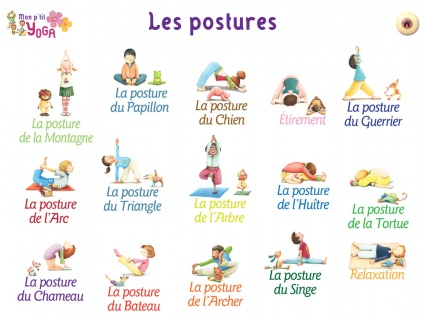 Mon p'tit
YOGA
Les postures
La posture
de la Montagne
La posture
du Papillon
La posture
du Chien
Étirement
La posture
du Guerrier
La posture
de l'Arc
La posture
du Triangle
La posture
de l'Arbre
La posture
de l'Huître
La posture
de la Tortue
La posture
du Chameau
La posture
du Bateau
La posture
de l'Archer
La posture
du Singe
Relaxation